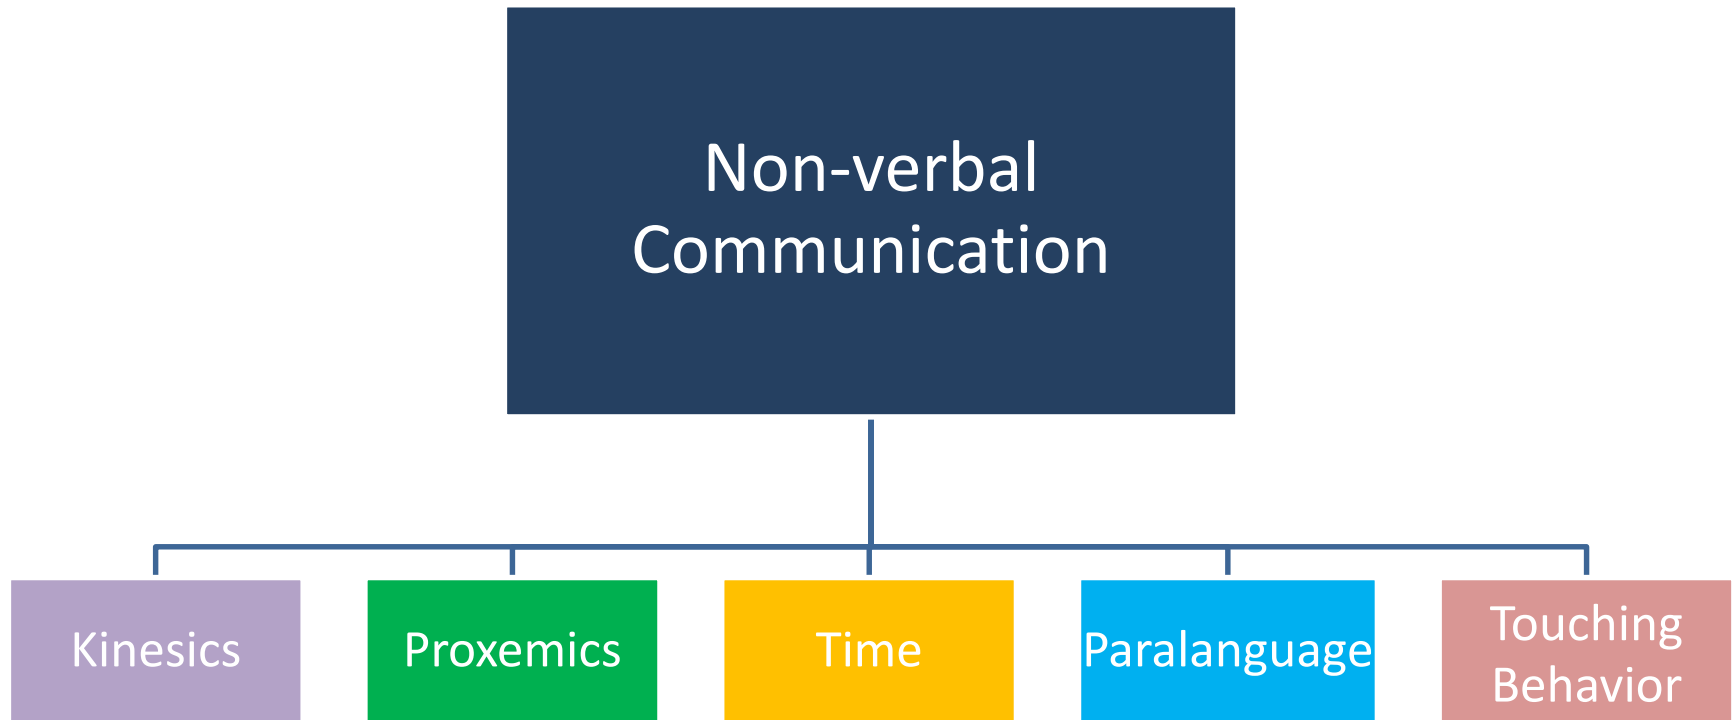 Non-verbal
Communication
Kinesics
Proxemics
Time
Paralanguage
Touching
Behavior